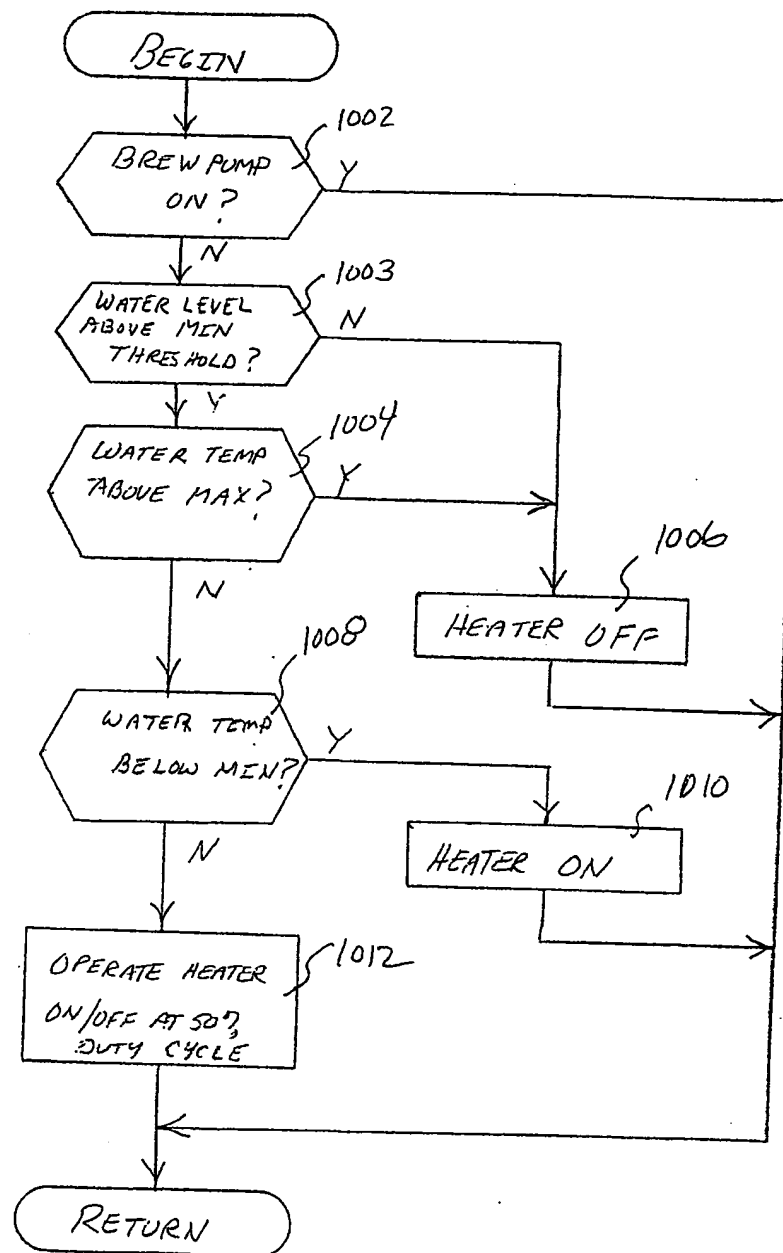 BEGIN
1002
BREW PUMP
ON?
Y
N
1003
WATER LEVEL
ABOVE MIN
THRESHOLD?
N
Y
1004
WATER TEMP
ABOVE MAX?
Y
N
1006
HEATER OFF
1008
WATER TEMP
BELOW MIN?
Y
N
1010
HEATER ON
1012
OPERATE HEATER
ON/OFF AT 50%
DUTY CYCLE
RETURN